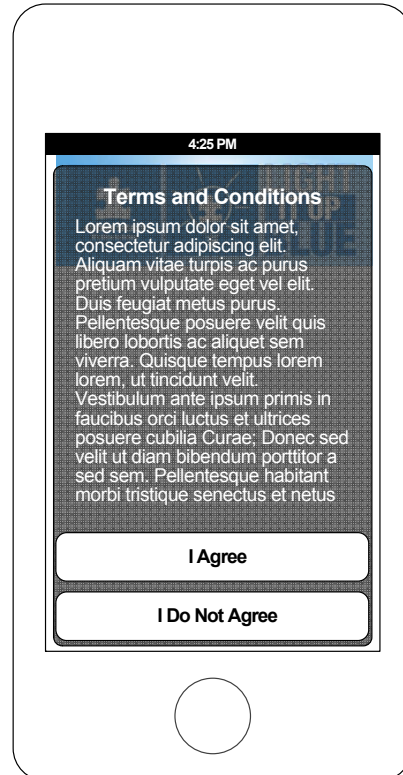 4:25 PM
LIGHT
IT UP
BLUE
Terms and Conditions
Lorem ipsum dolor sit amet,
consectetur adipiscing elit.
Aliquam vitae turpis ac purus
pretium vulputate eget vel elit.
Duis feugiat metus purus.
Pellentesque posuere velit quis
libero lobortis ac aliquet sem
viverra. Quisque tempus lorem
lorem, ut tincidunt velit.
Vestibulum ante ipsum primis in
faucibus orci luctus et ultrices
posuere cubilia Curae; Donec sed
velit ut diam bibendum porttitor a
sed sem. Pellentesque habitant
morbi tristique senectus et netus
I Agree
I Do Not Agree